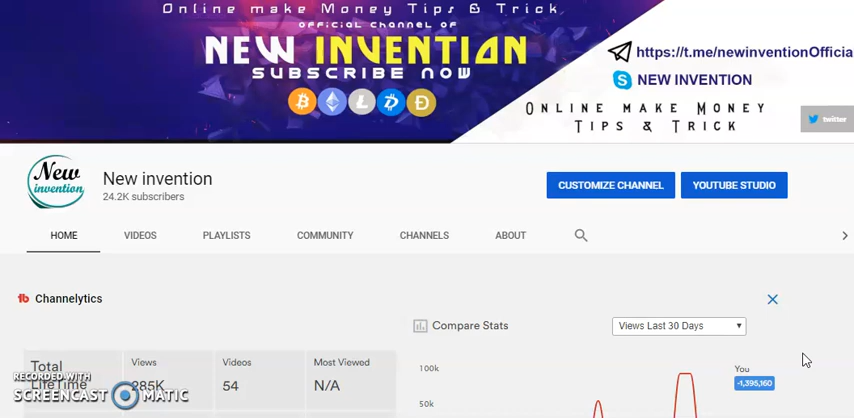 Online make Money Tips & Trick
OFFICIAL CHANNEL OF
NEW INVENTION
SUBSCRIBE NOW
https://t.me/newinventionOfficia
NEW INVENTION
Online make Money
Tips & Trick
twitter
New invention
New invention
24.2K subscribers
CUSTOMIZE CHANNEL
YOUTUBE STUDIO
HOME VIDEOS PLAYLISTS COMMUNITY CHANNELS ABOUT
tb Channelytics
Compare Stats
Views Last 30 Days
Total
LifeTime
Views
285K
Videos
54
Most Viewed
N/A
100k
50k
You
-1,395,160
RECORDED WITH
SCREENCAST MATIC